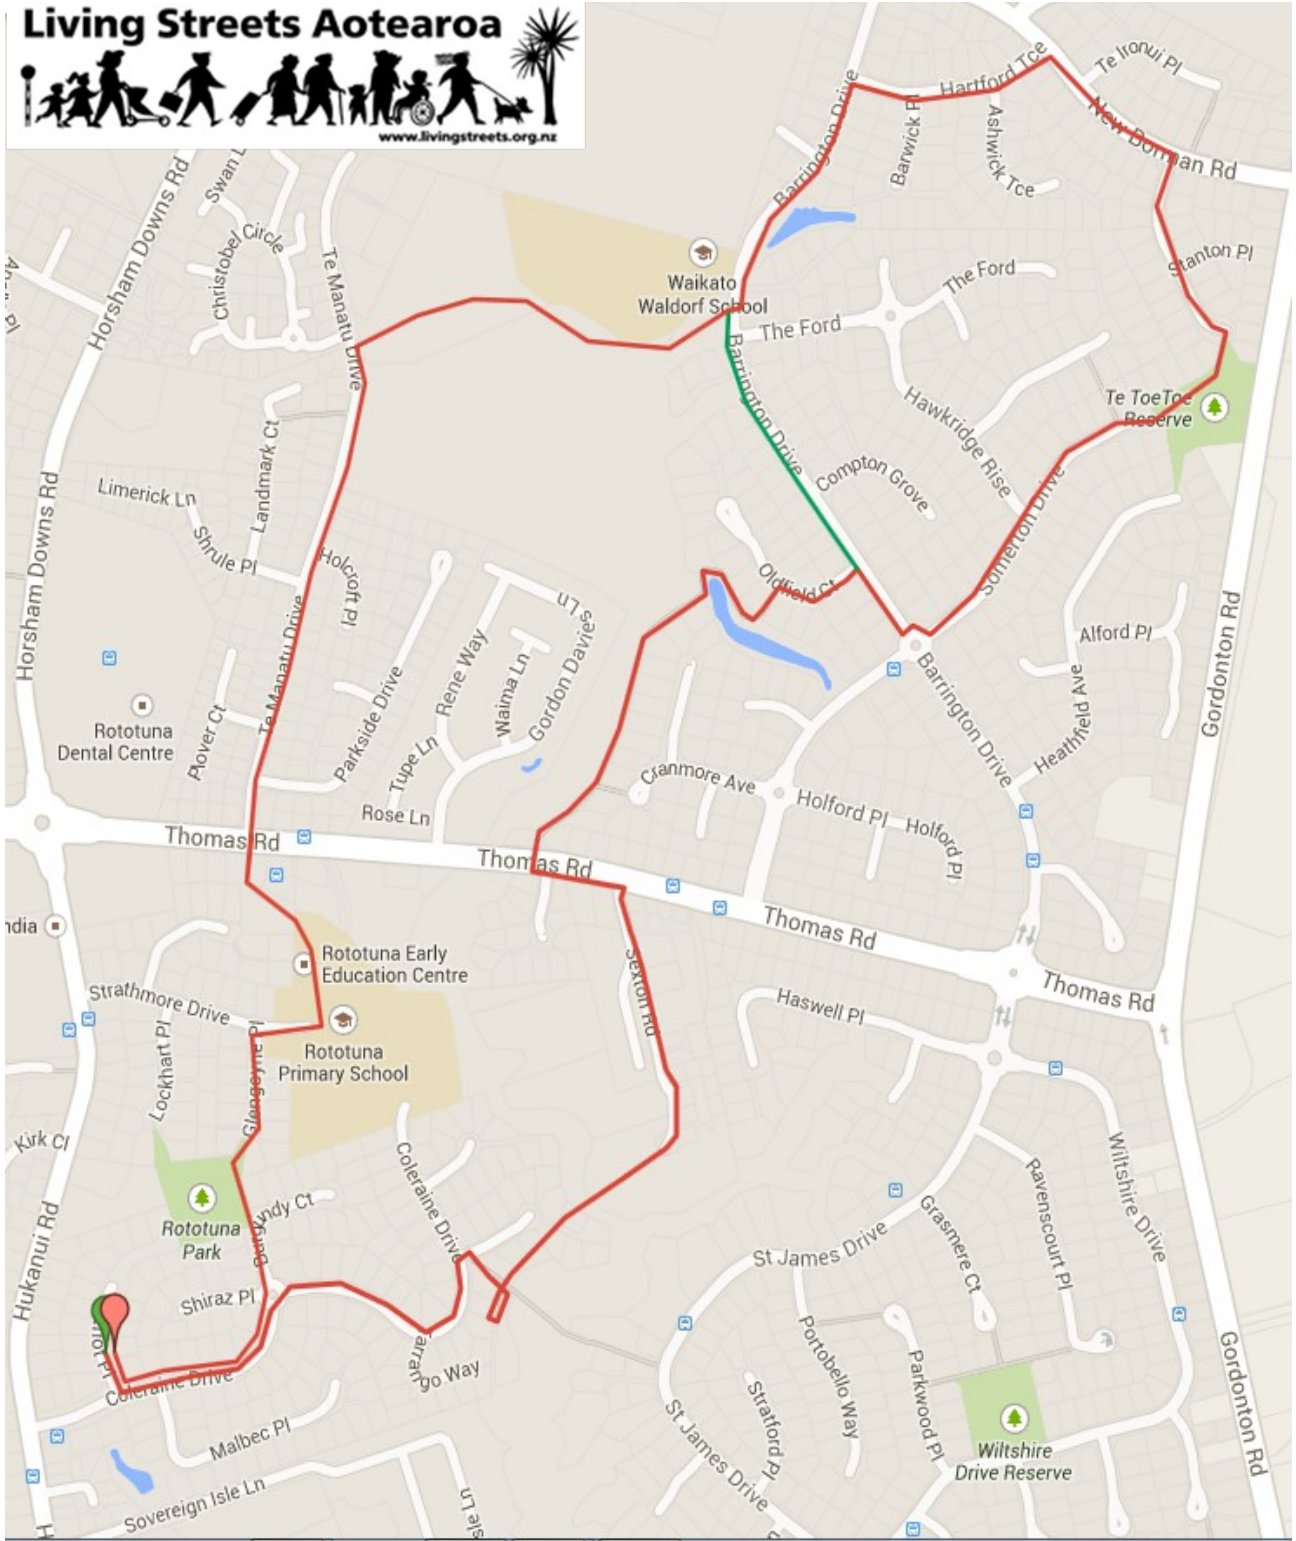 Living Streets Aotearoa
www.livingstreets.org.nz
Hartford Tce
Te Ironui Pl
New Borman Rd
Barrington Drive
Barwick Pl
Ashwick Tce
Horsham Downs Rd
Christobel Circle
Te Manatu Drive
Stanton Pl
The Ford
Waikato
Waldorf School
The Ford
Barrington Drive
Te ToeToe
Reserve
Hawkridge Rise
Landmark Ct
Compton Grove
Limerick Ln
Shrule Pl
Horsham Downs Rd
Holcroft Pl
Somerton Drive
Oldfield Ct
Te Manatu Drive
Rene Way
Waima Ln
Gordon Davies Ln
Alford Pl
Gordonton Rd
Heathfield Ave
Barrington Drive
Plover Ct
Parkside Drive
Tupe Ln
Rototuna
Dental Centre
Cranmore Ave
Holford Pl
Holford Pl
Rose Ln
Thomas Rd
Thomas Rd
Thomas Rd
Thomas Rd
ndia
Rototuna Early
Education Centre
Sexton Rd
Strathmore Drive
Haswell Pl
Lockhart Pl
Glengoyne Pl
Rototuna
Primary School
Kirk Cl
Coleraine Drive
Ravenscourt Pl
Wiltshire Drive
Grasmere Ct
Hukanui Rd
Rototuna
Park
St James Drive
Shiraz Pl
Portobello Way
Parkwood Pl
Gordonton Rd
Coleraine Drive
go Way
Malbec Pl
Stratford Pl
St James Drive
Wiltshire
Drive Reserve
Sovereign Isle Ln